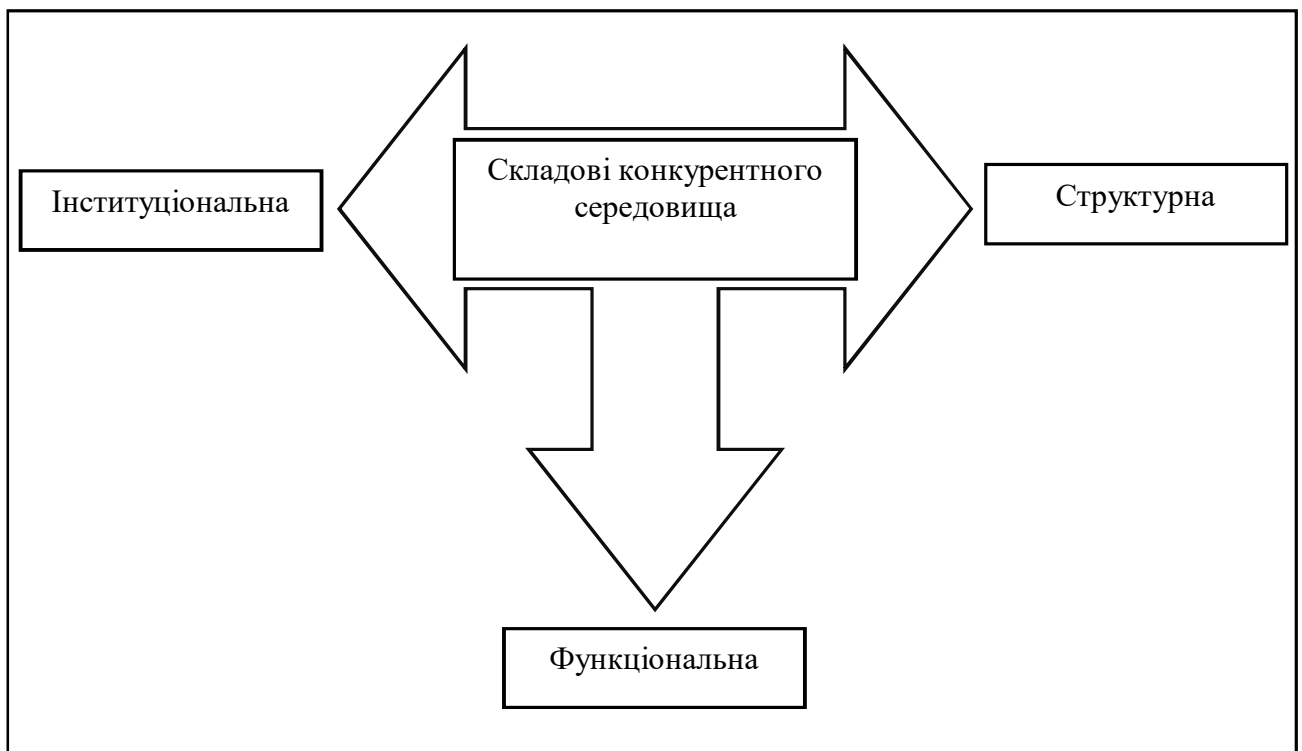 Складові конкурентного
середовища
Інституціональна
Структурна
Функціональна